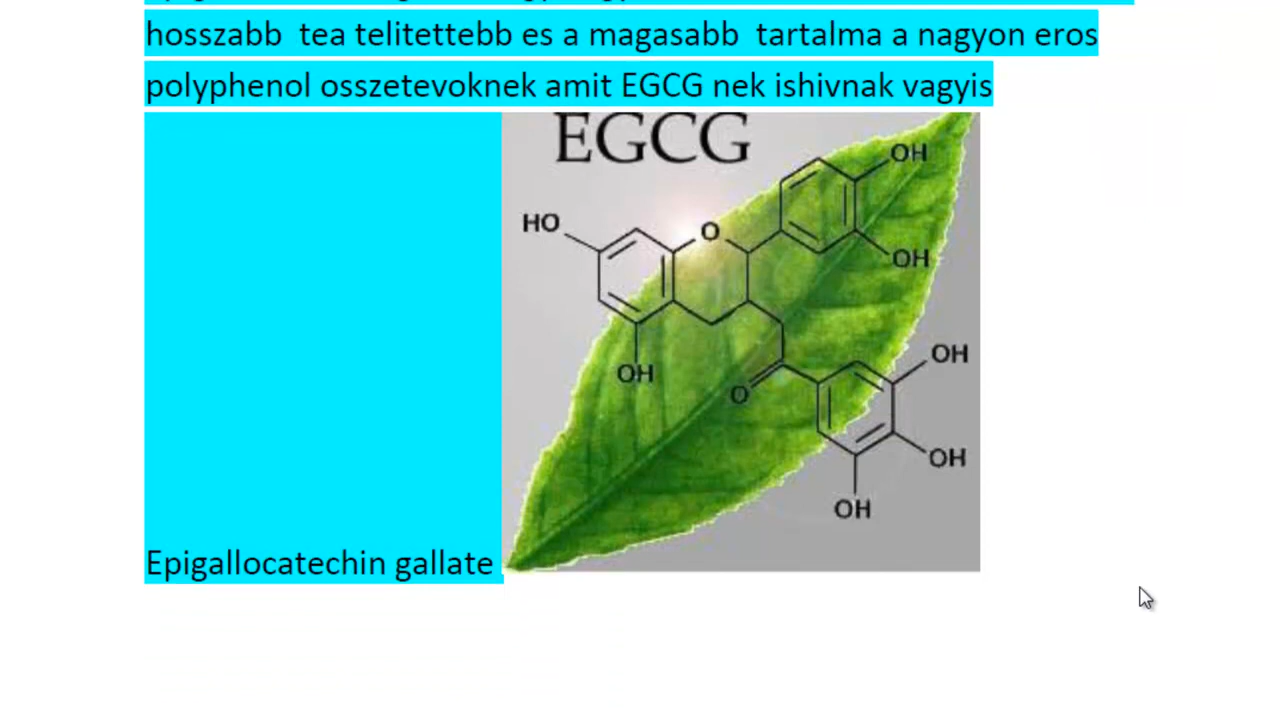 hosszabb tea telitettebb es a magasabb tartalma a nagyon eros
polyphenol osszetevoknek amit EGCG nek ishivnak vagyis
EGCG
OH
HO
O
OH
OH
OH
O
OH
OH
Epigallocatechin gallate